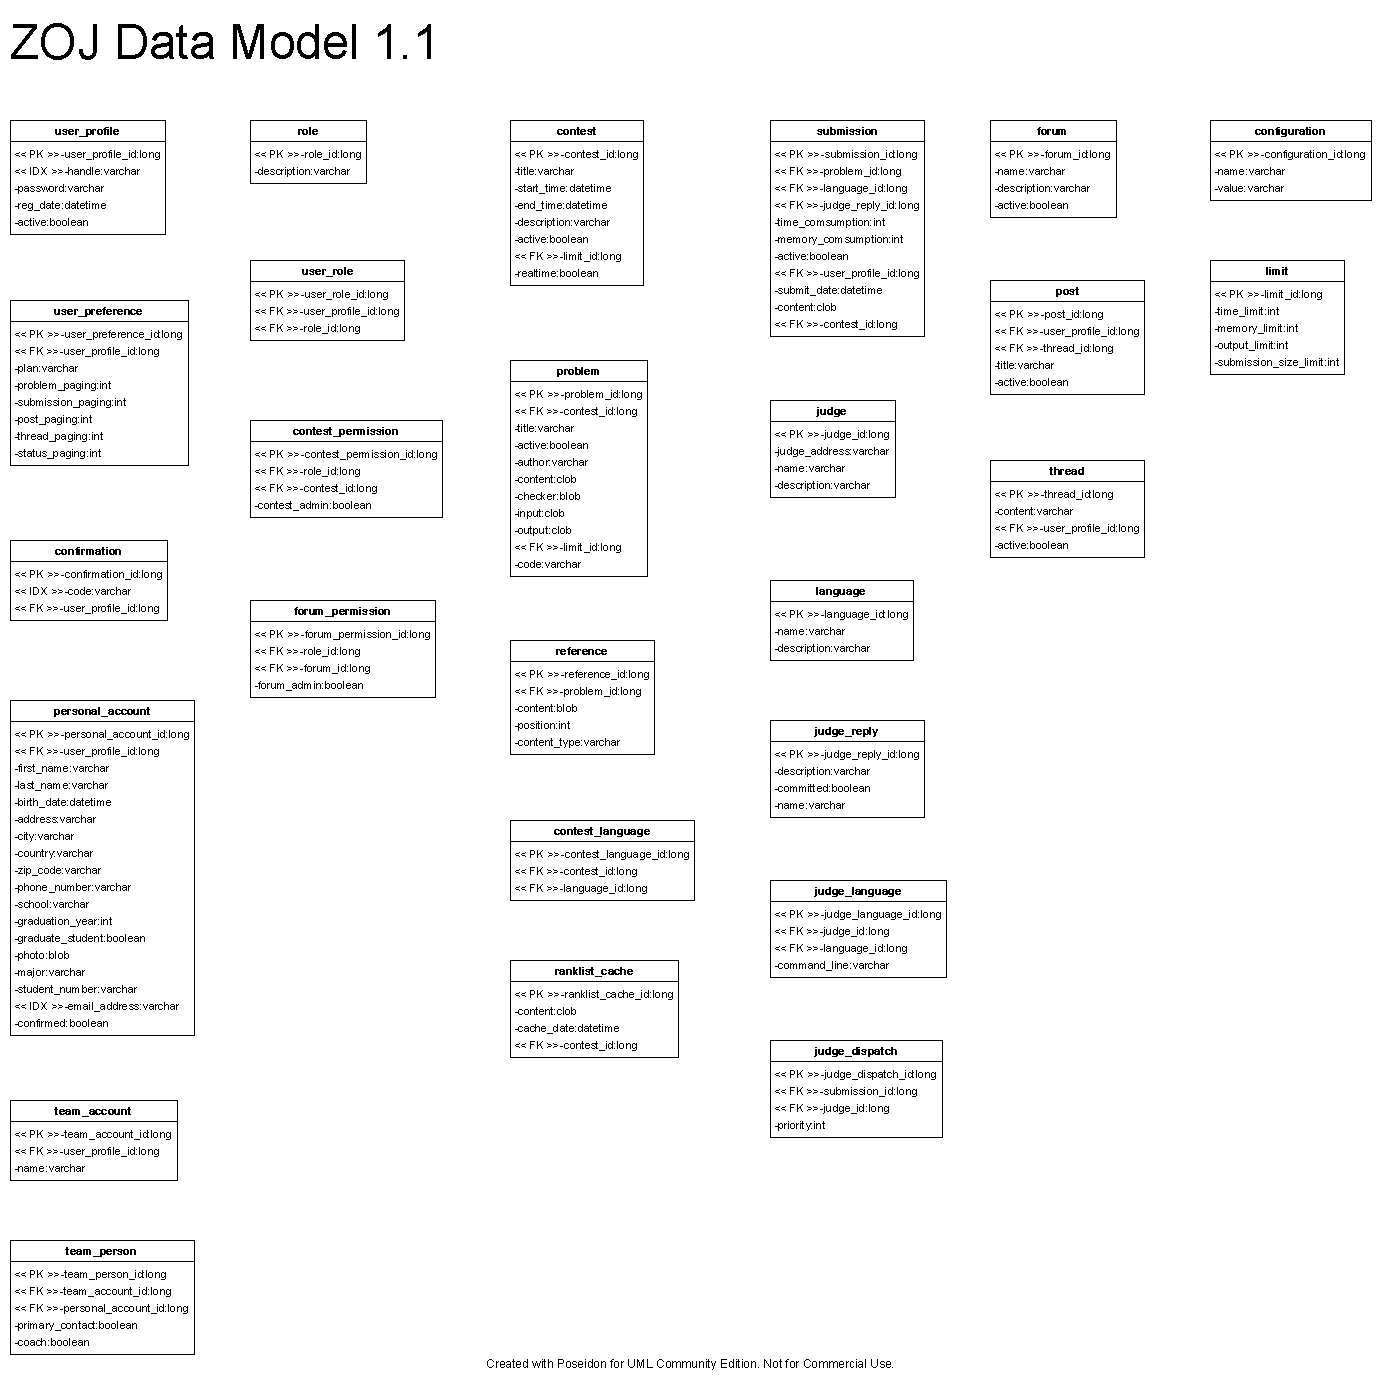 ZOJ Data Model 1.1
user_profile
<< PK >>-user_profile_id:long
<< IDX >>-handle:varchar
-password:varchar
-reg_date:datetime
-active:boolean
user_preference
<< PK >>-user_preference_id:long
<< FK >>-user_profile_id:long
-plan:varchar
-problem_paging:int
-submission_paging:int
-post_paging:int
-thread_paging:int
-status_paging:int
confirmation
<< PK >>-confirmation_id:long
<< IDX >>-code:varchar
<< FK >>-user_profile_id:long
personal_account
<< PK >>-personal_account_id:long
<< FK >>-user_profile_id:long
-first_name:varchar
-last_name:varchar
-birth_date:datetime
-address:varchar
-city:varchar
-country:varchar
-zip_code:varchar
-phone_number:varchar
-school:varchar
-graduation_year:int
-graduate_student:boolean
-photo:blob
-major:varchar
-student_number:varchar
<< IDX >>-email_address:varchar
-confirmed:boolean
team_account
<< PK >>-team_account_id:long
<< FK >>-user_profile_id:long
-name:varchar
team_person
<< PK >>-team_person_id:long
<< FK >>-team_account_id:long
<< FK >>-personal_account_id:long
-primary_contact:boolean
-coach:boolean
role
<< PK >>-role_id:long
-description:varchar
user_role
<< PK >>-user_role_id:long
<< FK >>-user_profile_id:long
<< FK >>-role_id:long
contest_permission
<< PK >>-contest_permission_id:long
<< FK >>-role_id:long
<< FK >>-contest_id:long
-contest_admin:boolean
forum_permission
<< PK >>-forum_permission_id:long
<< FK >>-role_id:long
<< FK >>-forum_id:long
-forum_admin:boolean
contest
<< PK >>-contest_id:long
-title:varchar
-start_time:datetime
-end_time:datetime
-description:varchar
-active:boolean
<< FK >>-limit_id:long
-realtime:boolean
problem
<< PK >>-problem_id:long
<< FK >>-contest_id:long
-title:varchar
-active:boolean
-author:varchar
-content:clob
-checker:blob
-input:clob
-output:clob
<< FK >>-limit_id:long
-code:varchar
reference
<< PK >>-reference_id:long
<< FK >>-problem_id:long
-content:blob
-position:int
-content_type:varchar
contest_language
<< PK >>-contest_language_id:long
<< FK >>-contest_id:long
<< FK >>-language_id:long
ranklist_cache
<< PK >>-ranklist_cache_id:long
-content:clob
-cache_date:datetime
<< FK >>-contest_id:long
submission
<< PK >>-submission_id:long
<< FK >>-problem_id:long
<< FK >>-language_id:long
<< FK >>-judge_reply_id:long
-time_comsumption:int
-memory_comsumption:int
-active:boolean
<< FK >>-user_profile_id:long
-submit_date:datetime
-content:clob
<< FK >>-contest_id:long
judge
<< PK >>-judge_id:long
-judge_address:varchar
-name:varchar
-description:varchar
language
<< PK >>-language_id:long
-name:varchar
-description:varchar
judge_reply
<< PK >>-judge_reply_id:long
-description:varchar
-committed:boolean
-name:varchar
judge_language
<< PK >>-judge_language_id:long
<< FK >>-judge_id:long
<< FK >>-language_id:long
-command_line:varchar
judge_dispatch
<< PK >>-judge_dispatch_id:long
<< FK >>-submission_id:long
<< FK >>-judge_id:long
-priority:int
forum
<< PK >>-forum_id:long
-name:varchar
-description:varchar
-active:boolean
post
<< PK >>-post_id:long
<< FK >>-user_profile_id:long
<< FK >>-thread_id:long
-title:varchar
-active:boolean
thread
<< PK >>-thread_id:long
-content:varchar
<< FK >>-user_profile_id:long
-active:boolean
configuration
<< PK >>-configuration_id:long
-name:varchar
-value:varchar
limit
<< PK >>-limit_id:long
-time_limit:int
-memory_limit:int
-output_limit:int
-submission_size_limit:int
Created with Poseidon for UML Community Edition. Not for Commercial Use.